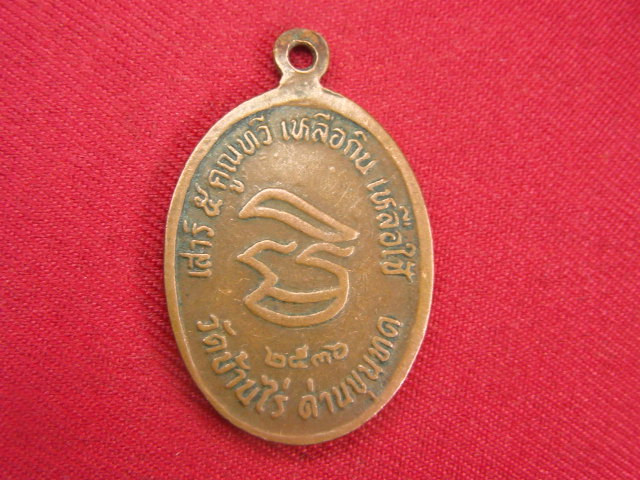 เสาร์ ๕ คูณทวี เหลือกิน เหลือใช้
๒๕๓๖
วัดบ้านไร่ ด่านขุนทด